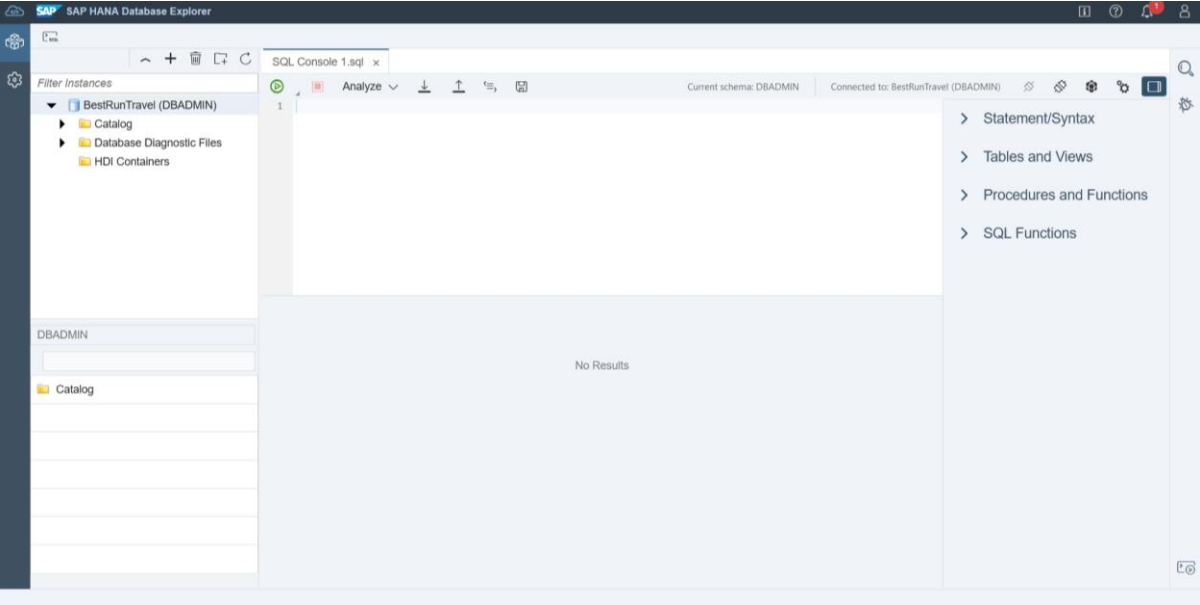 SAP SAP HANA Database Explorer
1
SQL Console 1.sql ×
Filter Instances
Analyze
Current schema: DBADMIN
Connected to: BestRunTravel (DBADMIN)
BestRunTravel (DBADMIN)
Catalog
Database Diagnostic Files
HDI Containers
1
Statement/Syntax
Tables and Views
Procedures and Functions
SQL Functions
DBADMIN
Catalog
No Results